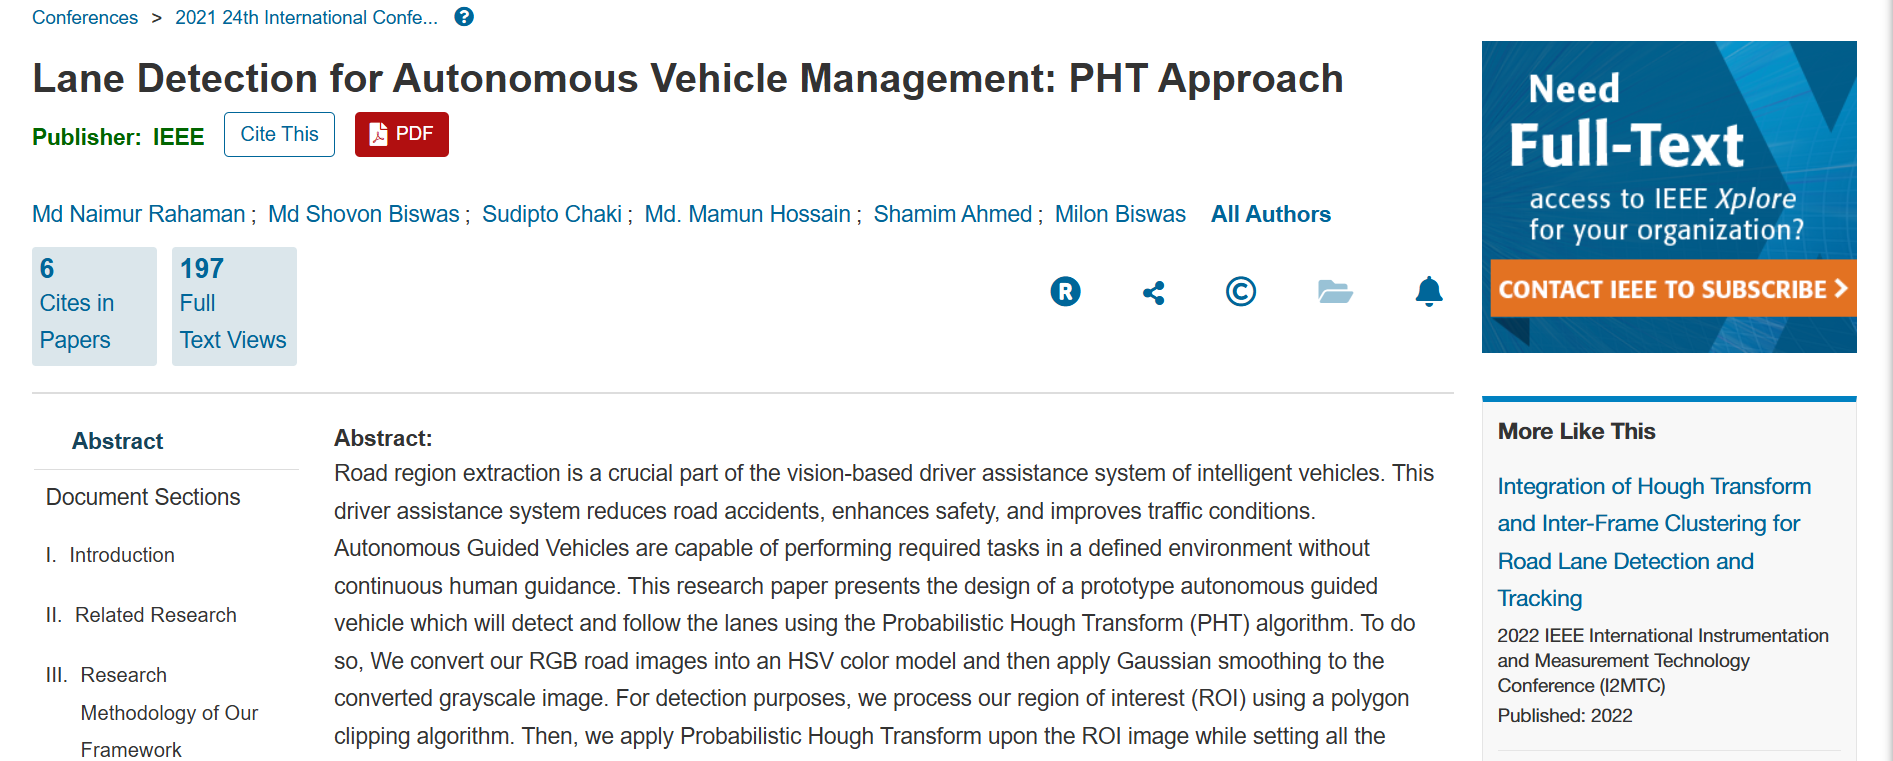 Conferences > 2021 24th International Confe... ?
Lane Detection for Autonomous Vehicle Management: PHT Approach
Publisher: IEEE Cite This PDF
Md Naimur Rahaman ; Md Shovon Biswas ; Sudipto Chaki ; Md. Mamun Hossain ; Shamim Ahmed ; Milon Biswas All Authors
6
Cites in
Papers
197
Full
Text Views
R ©
Abstract
Document Sections
I. Introduction
II. Related Research
III. Research
Methodology of Our
Framework
Abstract:
Road region extraction is a crucial part of the vision-based driver assistance system of intelligent vehicles. This
driver assistance system reduces road accidents, enhances safety, and improves traffic conditions.
Autonomous Guided Vehicles are capable of performing required tasks in a defined environment without
continuous human guidance. This research paper presents the design of a prototype autonomous guided
vehicle which will detect and follow the lanes using the Probabilistic Hough Transform (PHT) algorithm. To do
so, We convert our RGB road images into an HSV color model and then apply Gaussian smoothing to the
converted grayscale image. For detection purposes, we process our region of interest (ROI) using a polygon
clipping algorithm. Then, we apply Probabilistic Hough Transform upon the ROI image while setting all the
Need
Full-Text
access to IEEE Xplore
for your organization?
CONTACT IEEE TO SUBSCRIBE >
More Like This
Integration of Hough Transform
and Inter-Frame Clustering for
Road Lane Detection and
Tracking
2022 IEEE International Instrumentation
and Measurement Technology
Conference (I2MTC)
Published: 2022